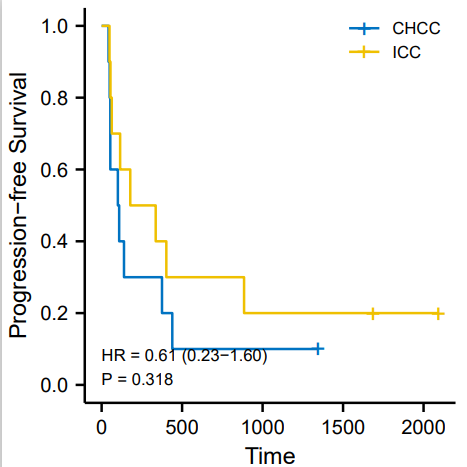 CHCC
ICC
Progression−free Survival
1.0
0.8
0.6
0.4
0.2
0.0
HR = 0.61 (0.23−1.60)
P = 0.318
0 500 1000 1500 2000
Time